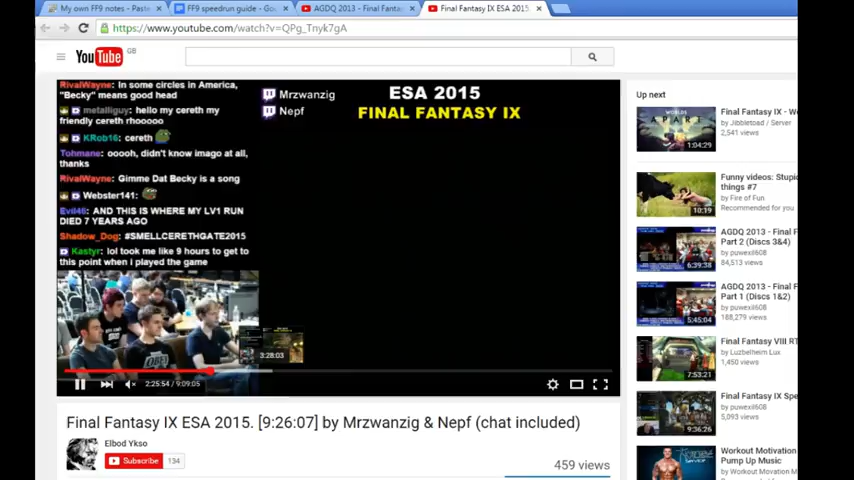 My own FF9 notes - Paste
FF9 speedrun guide - Goo
AGDQ 2013 - Final Fantas
Final Fantasy IX ESA 2015
https://www.youtube.com/watch?v=QPg_Tnyk7gA
YouTube GB
RivalWayne: In some circles in America,
"Becky" means good head
metalliguy: hello my
friendly cereth rhooooo
KRob16: cereth
Tohmane: ooooh, didn't know imago at all,
thanks
RivalWayne: Gimme Dat Becky is a song
Webster141:
Evil46: AND THIS IS WHERE MY LV1 RUN
DIED 7 YEARS AGO
Shadow_Dog: #SMELLCERETHGATE2015
Kastyr: lol took me like 9 hours to get to
this point when i played the game
Mrzwanzig
Nepf
ESA 2015
FINAL FANTASY IX
3:28:03
2:25:54 / 9:09:05
Final Fantasy IX ESA 2015. [9:26:07] by Mrzwanzig & Nepf (chat included)
Elbod Ykso
Subscribe 134
459 views
Up next
Final Fantasy IX - W
by Jibbletoad / Server
2,541 views
1:04:29
Funny videos: Stupid
things #7
by Fire of Fun
Recommended for you
10:19
AGDQ 2013 - Final F
Part 2 (Discs 3&4)
by puwexil608
84,513 views
6:39:38
AGDQ 2013 - Final F
Part 1 (Discs 1&2)
by puwexil608
188,279 views
5:45:04
Final Fantasy VIII RT
by Luzbelheim Lux
1,450 views
7:53:21
Final Fantasy IX Spe
by puwexil608
5,093 views
9:36:26
Workout Motivation
Pump Up Music
by Workout Movation M